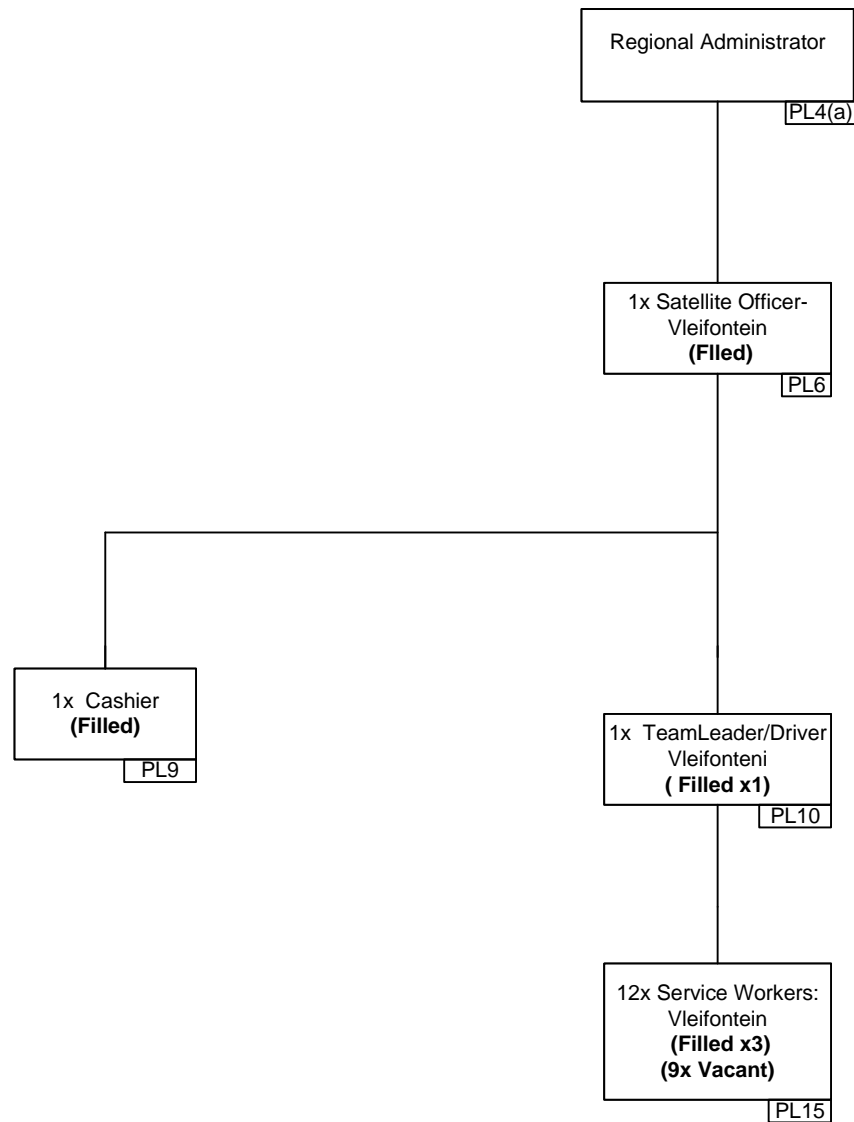 Regional Administrator
PL4(a)
1x Satellite Officer-
Vleifontein
(FIled)
PL6
1x  Cashier
(Filled)
PL9
1x  TeamLeader/Driver
Vleifonteni
( Filled x1)
PL10
12x Service Workers:
Vleifontein
(Filled x3)
(9x Vacant)
PL15